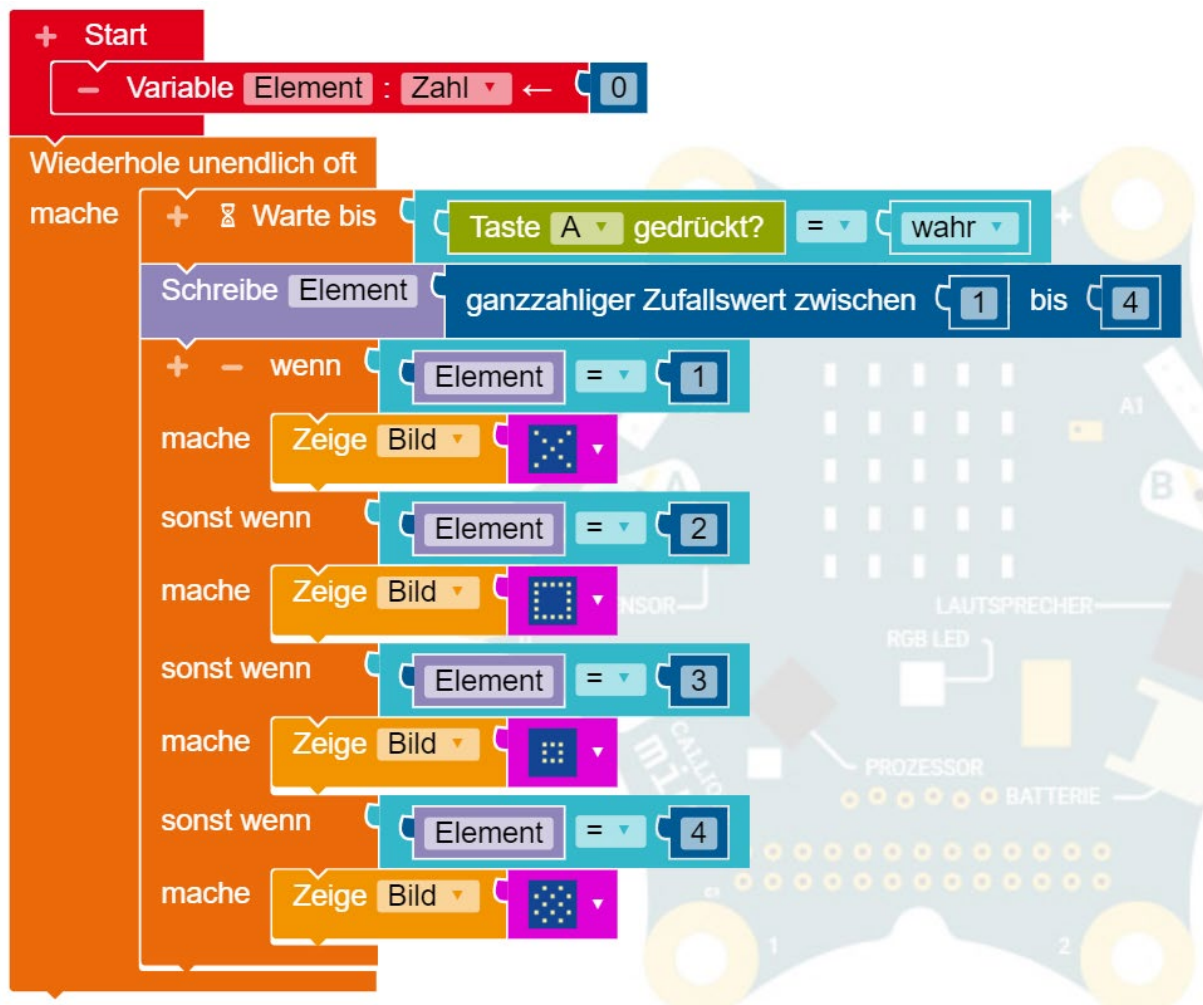 + Start
− Variable Element : Zahl ← 0
Wiederhole unendlich oft
mache + Warte bis Taste A gedrückt? = wahr
Schreibe Element ganzzahliger Zufallswert zwischen 1 bis 4
+ − wenn Element = 1
mache Zeige Bild
sonst wenn Element = 2
mache Zeige Bild
sonst wenn Element = 3
mache Zeige Bild
sonst wenn Element = 4
mache Zeige Bild
+
A1
A
B
NSOR
LAUTSPRECHER
RGB LED
CALLIO
mi
PROZESSOR
BATTERIE
1
2